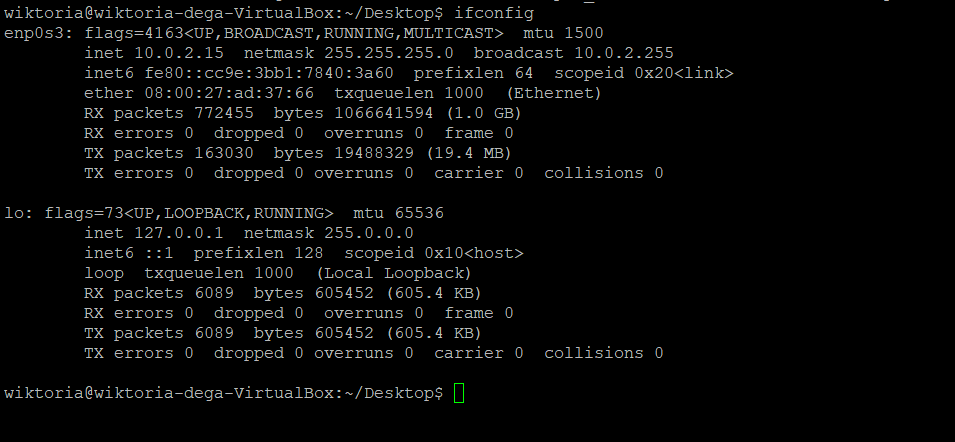 wiktoria@wiktoria-dega-VirtualBox:~/Desktop$ ifconfig
enp0s3: flags=4163<UP,BROADCAST,RUNNING,MULTICAST>  mtu 1500
        inet 10.0.2.15  netmask 255.255.255.0  broadcast 10.0.2.255
        inet6 fe80::cc9e:3bb1:7840:3a60  prefixlen 64  scopeid 0x20<link>
        ether 08:00:27:ad:37:66  txqueuelen 1000  (Ethernet)
        RX packets 772455  bytes 1066641594 (1.0 GB)
        RX errors 0  dropped 0  overruns 0  frame 0
        TX packets 163030  bytes 19488329 (19.4 MB)
        TX errors 0  dropped 0 overruns 0  carrier 0  collisions 0

lo: flags=73<UP,LOOPBACK,RUNNING>  mtu 65536
        inet 127.0.0.1  netmask 255.0.0.0
        inet6 ::1  prefixlen 128  scopeid 0x10<host>
        loop  txqueuelen 1000  (Local Loopback)
        RX packets 6089  bytes 605452 (605.4 KB)
        RX errors 0  dropped 0  overruns 0  frame 0
        TX packets 6089  bytes 605452 (605.4 KB)
        TX errors 0  dropped 0 overruns 0  carrier 0  collisions 0

wiktoria@wiktoria-dega-VirtualBox:~/Desktop$